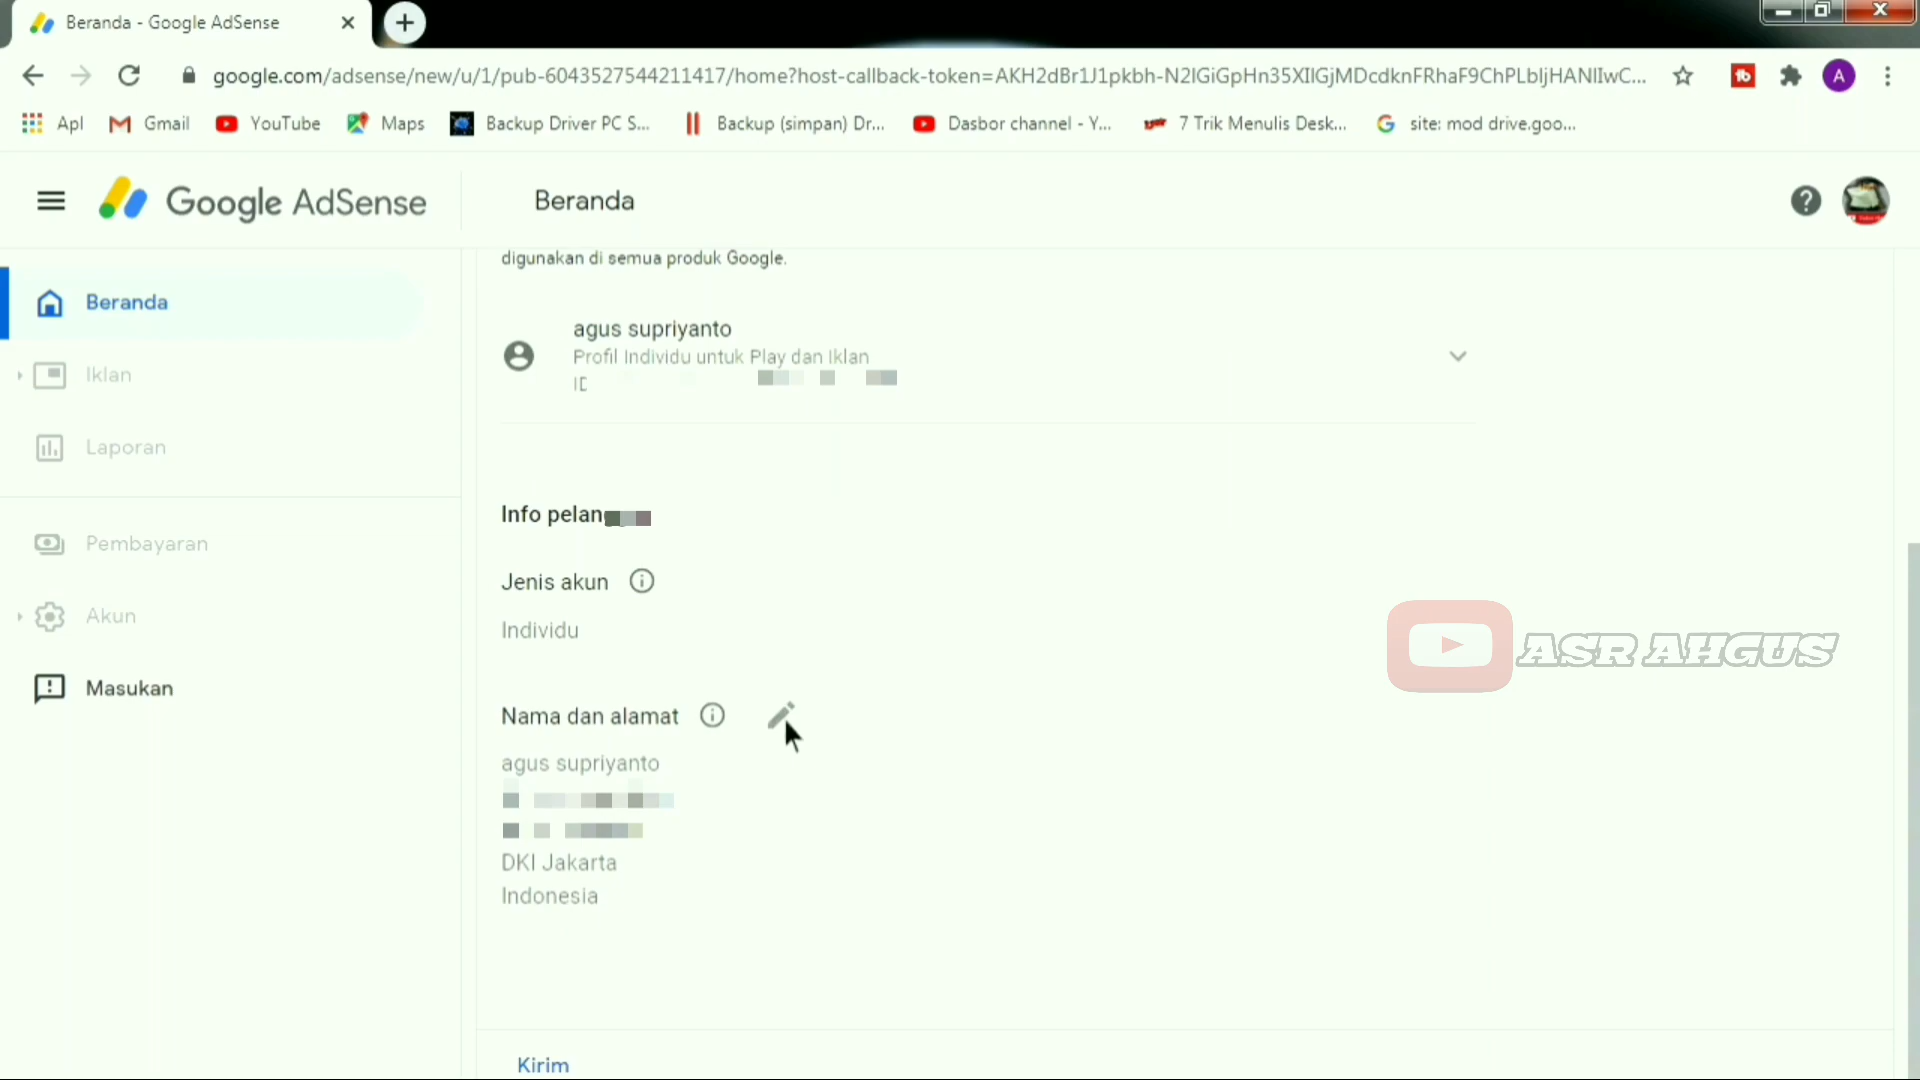 Beranda - Google AdSense
google.com/adsense/new/u/1/pub-6043527544211417/home?host-callback-token=
Apl
Gmail
YouTube
Maps
Backup Driver PC S...
Backup (simpan) Dr...
Dasbor channel - Y...
7 Trik Menulis Desk...
site: mod drive.goo...
A
Google AdSense
Beranda
Beranda
Iklan
Laporan
Pembayaran
Akun
Masukan
digunakan di semua produk Google.
agus supriyanto
Profil Individu untuk Play dan Iklan
Info
Jenis akun
Individu
Nama dan alamat
agus supriyanto
DKI Jakarta
Indonesia
Kirim
ASR AHGUS